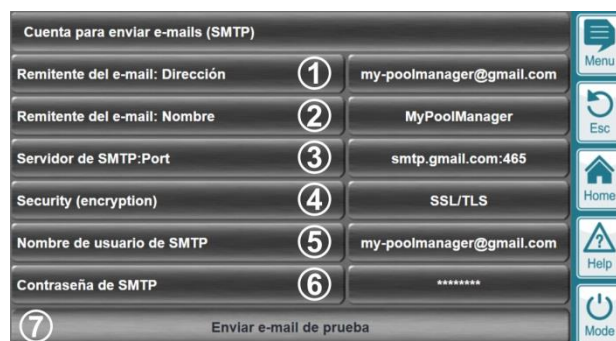 Cuenta para enviar e-mails (SMTP)
Remitente del e-mail: Dirección 1 my-poolmanager@gmail.com
Remitente del e-mail: Nombre 2 MyPoolManager
Servidor de SMTP:Port 3 smtp.gmail.com:465
Security (encryption) 4 SSL/TLS
Nombre de usuario de SMTP 5 my-poolmanager@gmail.com
Contraseña de SMTP 6 ********
7 Enviar e-mail de prueba
Menu
Esc
Home
Help
Mode